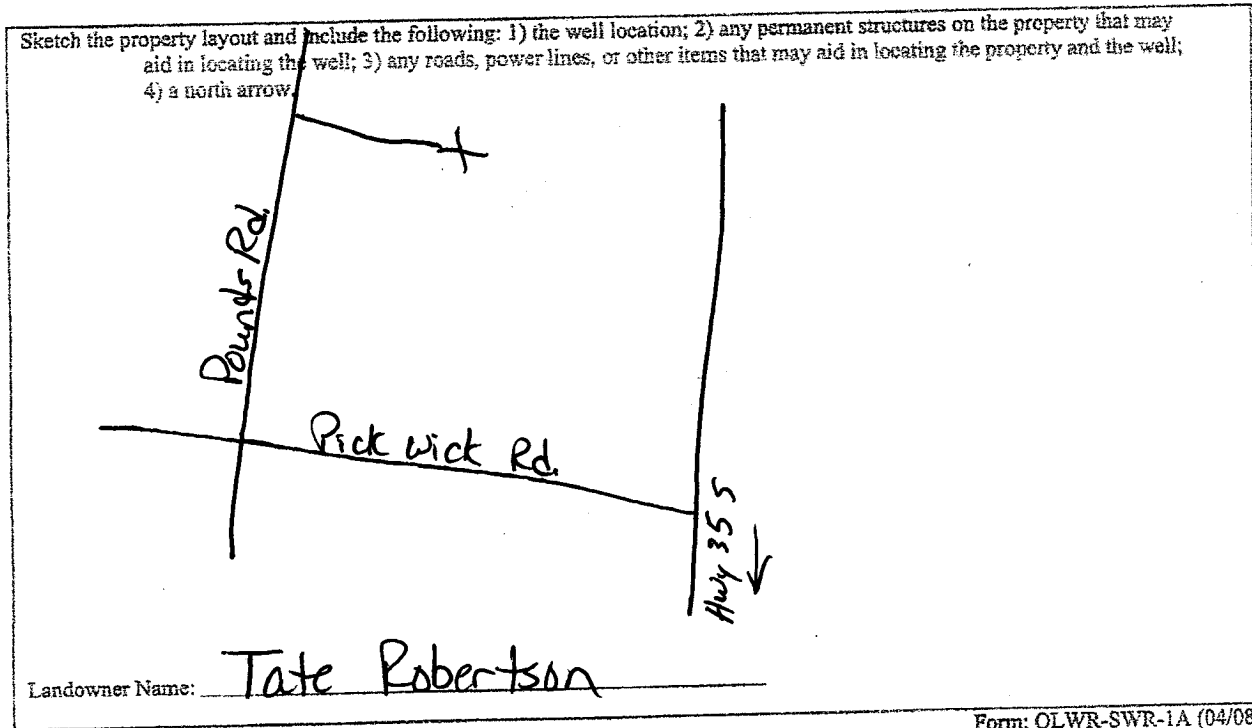 Sketch the property layout and include the following: 1) the well location; 2) any permanent structures on the property that may
aid in locating the well; 3) any roads, power lines, or other items that may aid in locating the property and the well;
4) a north arrow.
Pounds Rd.
Pick wick Rd.
Hwy 35 S
Landowner Name: Tate Robertson
Form: OLWR-SWR-1A (04/08